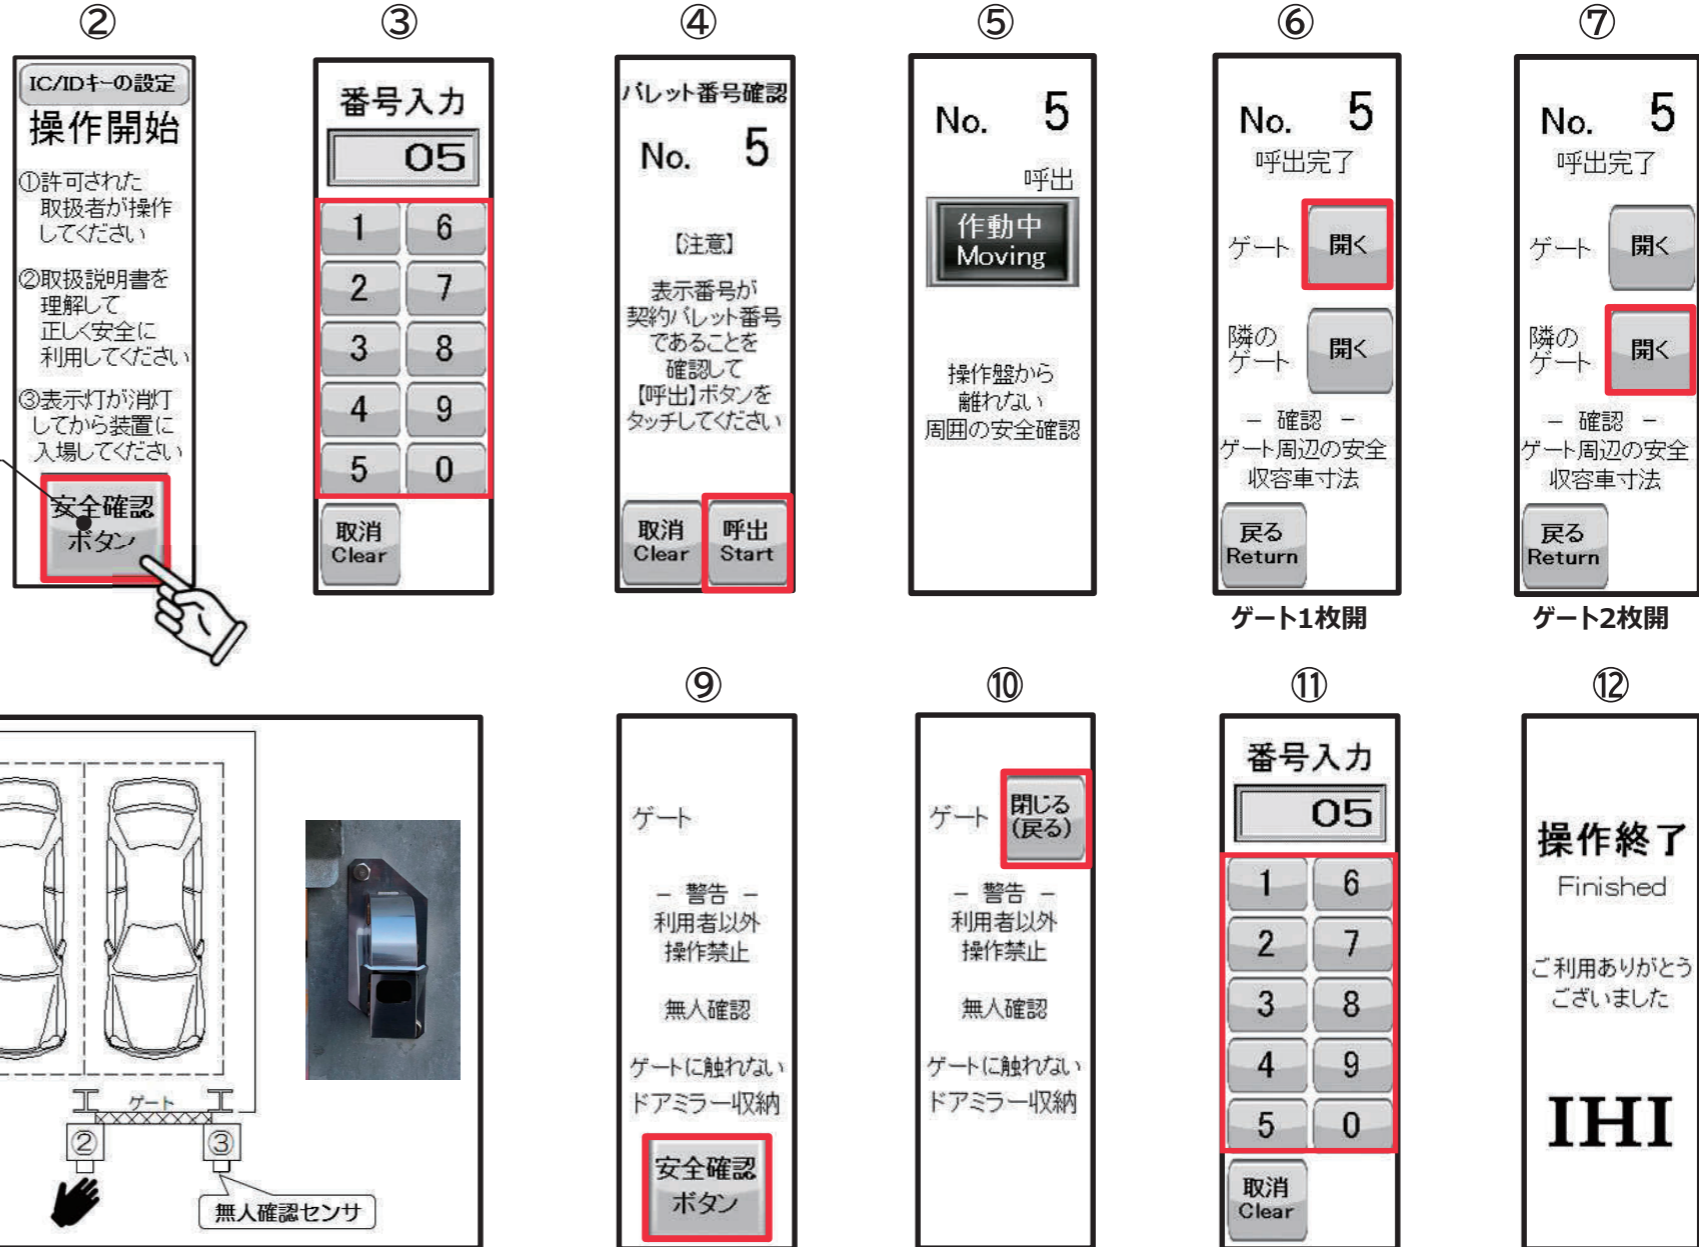 ②
IC/IDキーの設定
操作開始
①許可された
取扱者が操作
してください
②取扱説明書を
理解して
正しく安全に
利用してください
③表示灯が消灯
してから装置に
入場してください
安全確認
ボタン
③
番号入力
05
1 6
2 7
3 8
4 9
5 0
取消
Clear
④
パレット番号確認
No. 5
【注意】
表示番号が
契約パレット番号
であることを
確認して
【呼出】ボタンを
タッチしてください
取消
Clear
呼出
Start
⑤
No. 5
呼出
作動中
Moving
操作盤から
離れない
周囲の安全確認
⑥
No. 5
呼出完了
ゲート 開く
隣の
ゲート 開く
－ 確認 －
ゲート周辺の安全
収容車寸法
戻る
Return
ゲート1枚開
⑦
No. 5
呼出完了
ゲート 開く
隣の
ゲート 開く
－ 確認 －
ゲート周辺の安全
収容車寸法
戻る
Return
ゲート2枚開
ゲート
② ③
無人確認センサ
⑨
ゲート
－ 警告 －
利用者以外
操作禁止
無人確認
ゲートに触れない
ドアミラー収納
安全確認
ボタン
⑩
ゲート 閉じる
(戻る)
－ 警告 －
利用者以外
操作禁止
無人確認
ゲートに触れない
ドアミラー収納
⑪
番号入力
05
1 6
2 7
3 8
4 9
5 0
取消
Clear
⑫
操作終了
Finished
ご利用ありがとう
ございました
IHI